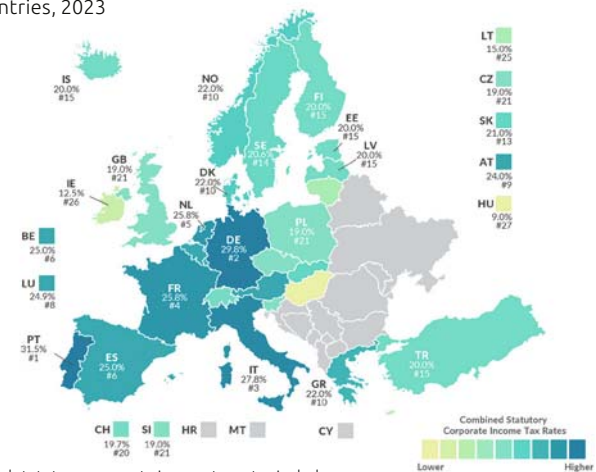 ntries, 2023
LT
15.0%
#25
IS
20.0%
#15
NO
22.0%
#10
CZ
19.0%
#21
FI
20.0%
#15
EE
20.0%
#15
SK
21.0%
#13
SE
20.6%
#14
LV
20.0%
#15
GB
19.0%
#21
AT
24.0%
#9
DK
22.0%
#10
IE
12.5%
#26
NL
25.8%
#5
HU
9.0%
#27
PL
19.0%
#21
BE
25.0%
#6
DE
29.8%
#2
LU
24.9%
#8
FR
25.8%
#4
PT
31.5%
#1
ES
25.0%
#6
IT
27.8%
#3
GR
22.0%
#10
TR
20.0%
#15
CH
19.7%
#20
SI
19.0%
#21
HR
MT
CY
Combined Statutory
Corporate Income Tax Rates
Lower
Higher